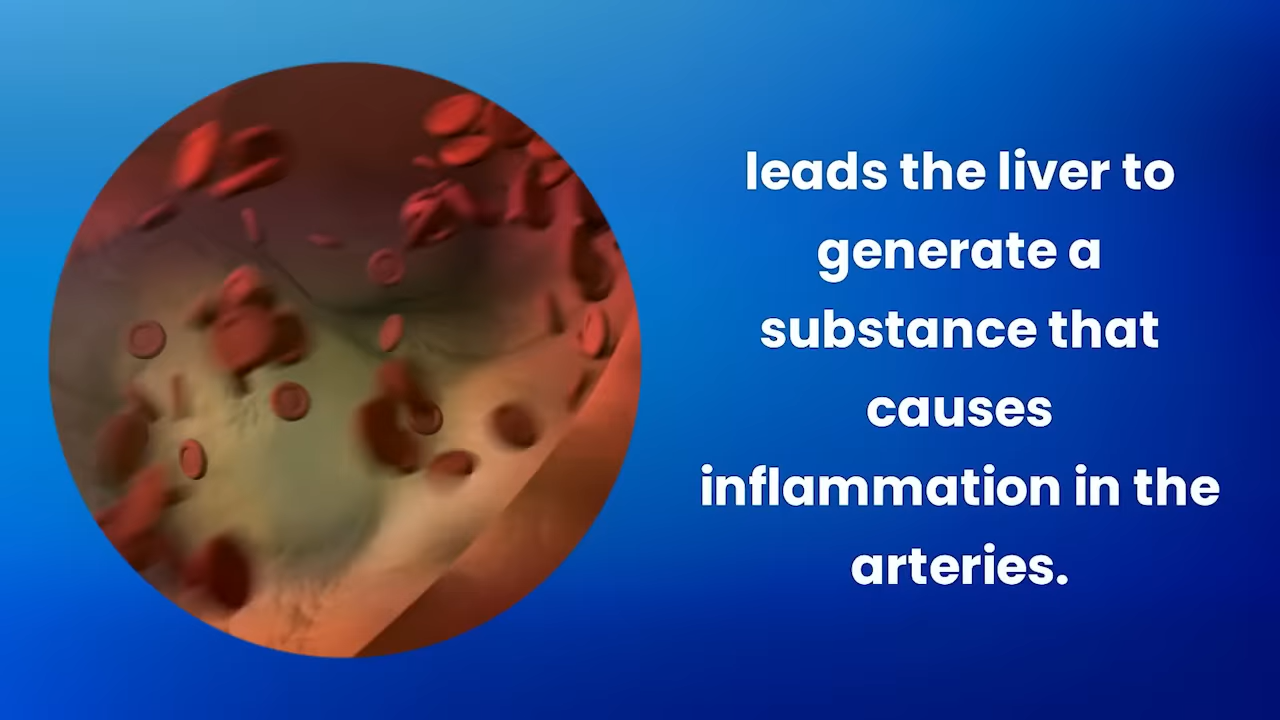 leads the liver to
generate a
substance that
causes
inflammation in the
arteries.